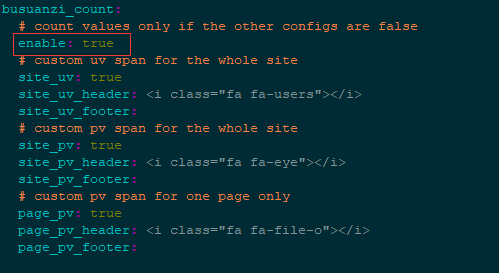 busuanzi_count:
  # count values only if the other configs are false
  enable: true
  # custom uv span for the whole site
  site_uv: true
  site_uv_header: <i class="fa fa-users"></i>
  site_uv_footer:
  # custom pv span for the whole site
  site_pv: true
  site_pv_header: <i class="fa fa-eye"></i>
  site_pv_footer:
  # custom pv span for one page only
  page_pv: true
  page_pv_header: <i class="fa fa-file-o"></i>
  page_pv_footer: